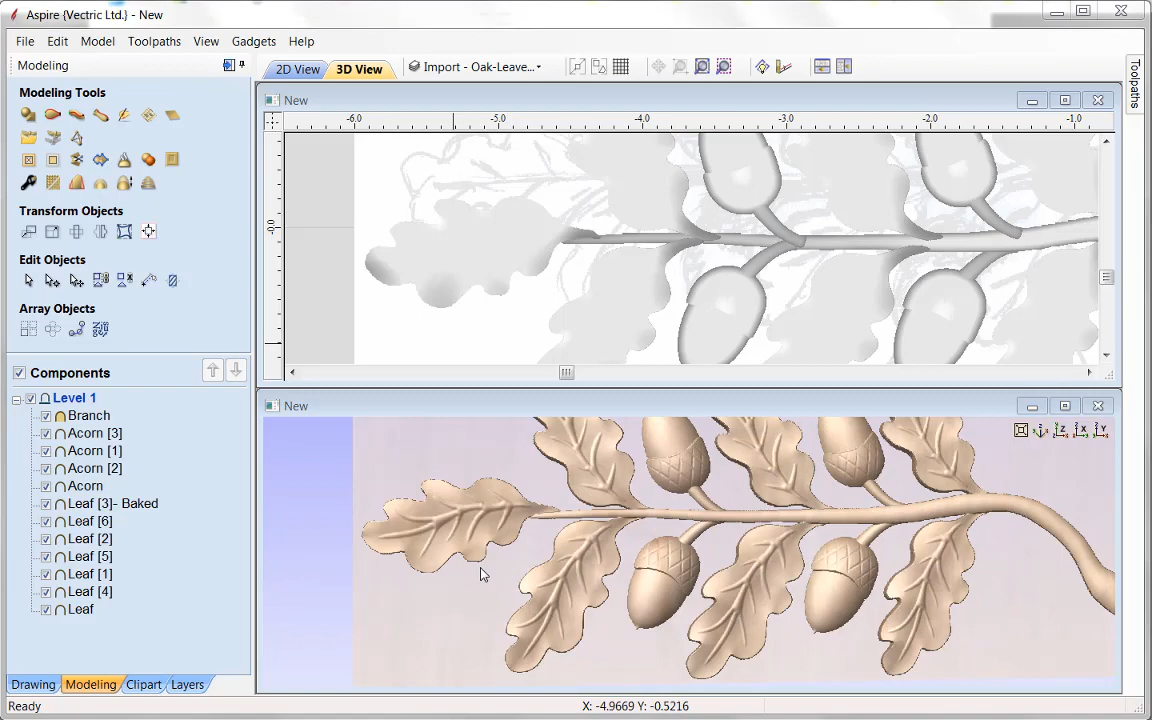 Aspire {Vectric Ltd.} - New
File Edit Model Toolpaths View Gadgets Help
Modeling
2D View 3D View Import - Oak-Leave...
Toolpaths
Modeling Tools
Transform Objects
Edit Objects
Array Objects
Components
Level 1
Branch
Acorn [3]
Acorn [1]
Acorn [2]
Acorn
Leaf [3]- Baked
Leaf [6]
Leaf [2]
Leaf [5]
Leaf [1]
Leaf [4]
Leaf
Drawing Modeling Clipart Layers
New
-6.0 -5.0 -4.0 -3.0 -2.0 -1.0
-0.0
New
Z X Y
Ready
X: -4.9669 Y: -0.5216